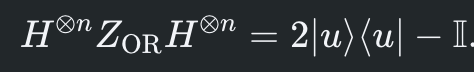 H^{⊗n} Z_{OR} H^{⊗n} = 2|u⟩⟨u| − 𝕀.